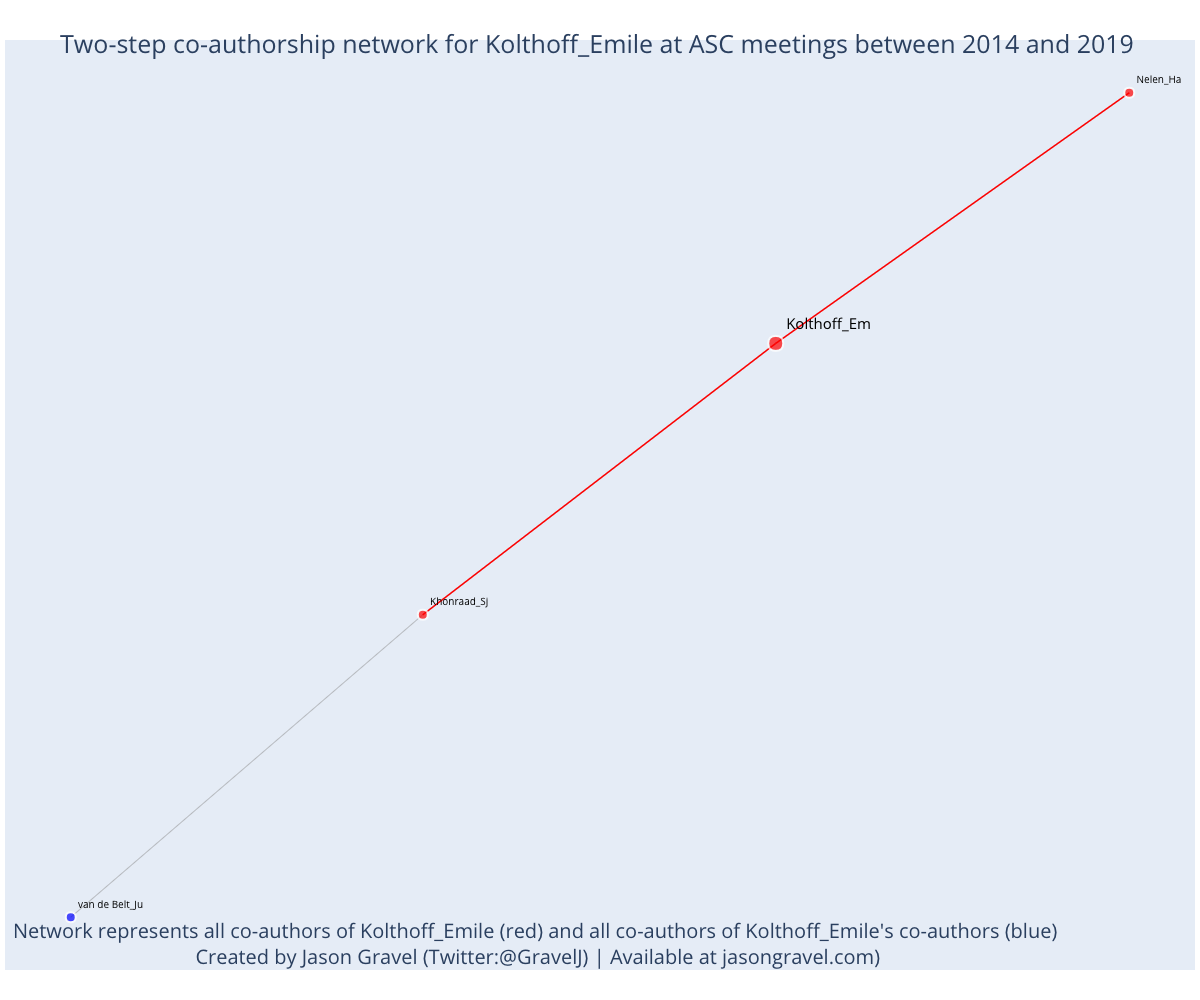 Two-step co-authorship network for Kolthoff_Emile at ASC meetings between 2014 and 2019
Nelen_Ha
Kolthoff_Em
Khonraad_Sj
van de Belt_Ju
Network represents all co-authors of Kolthoff_Emile (red) and all co-authors of Kolthoff_Emile's co-authors (blue)
Created by Jason Gravel (Twitter:@GravelJ) | Available at jasongravel.com)